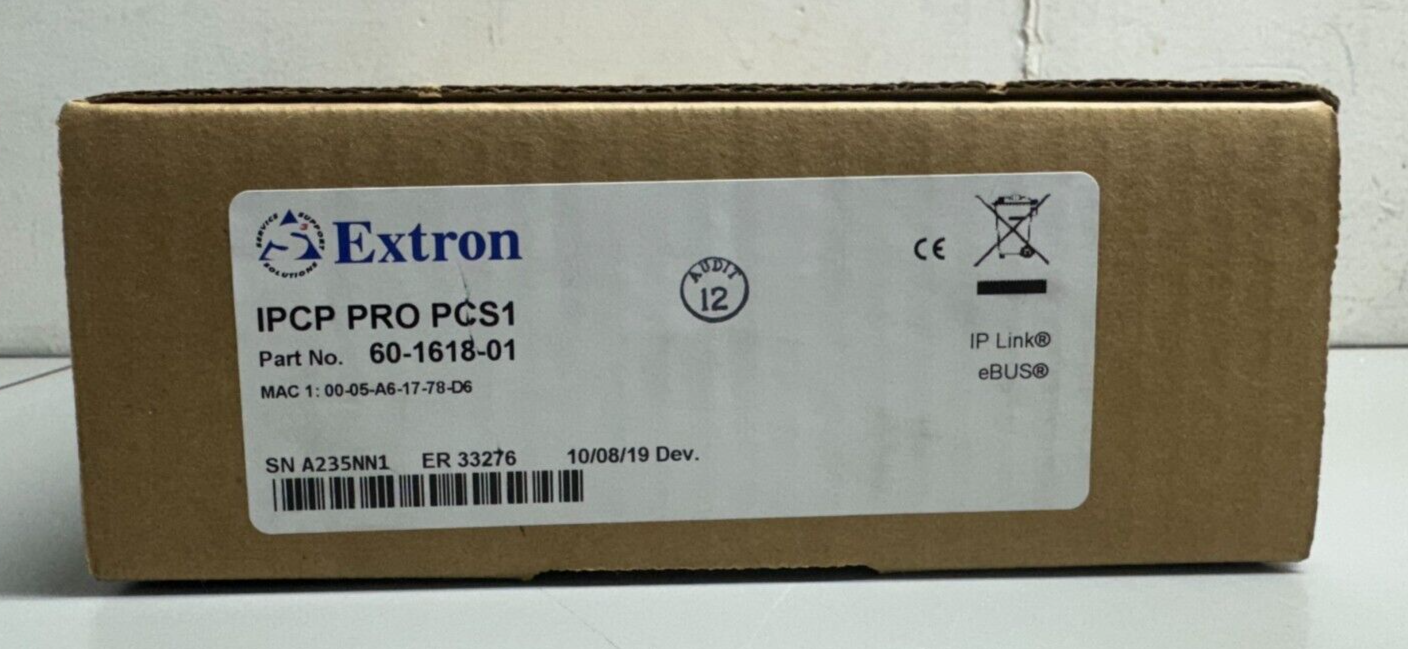 SERVICE SUPPORT SOLUTIONS
Extron
IPCP PRO PCS1
Part No. 60-1618-01
MAC 1: 00-05-A6-17-78-D6
SN A235NN1 ER 33276 10/08/19 Dev.
AUDIT
12
CE
IP Link®
eBUS®